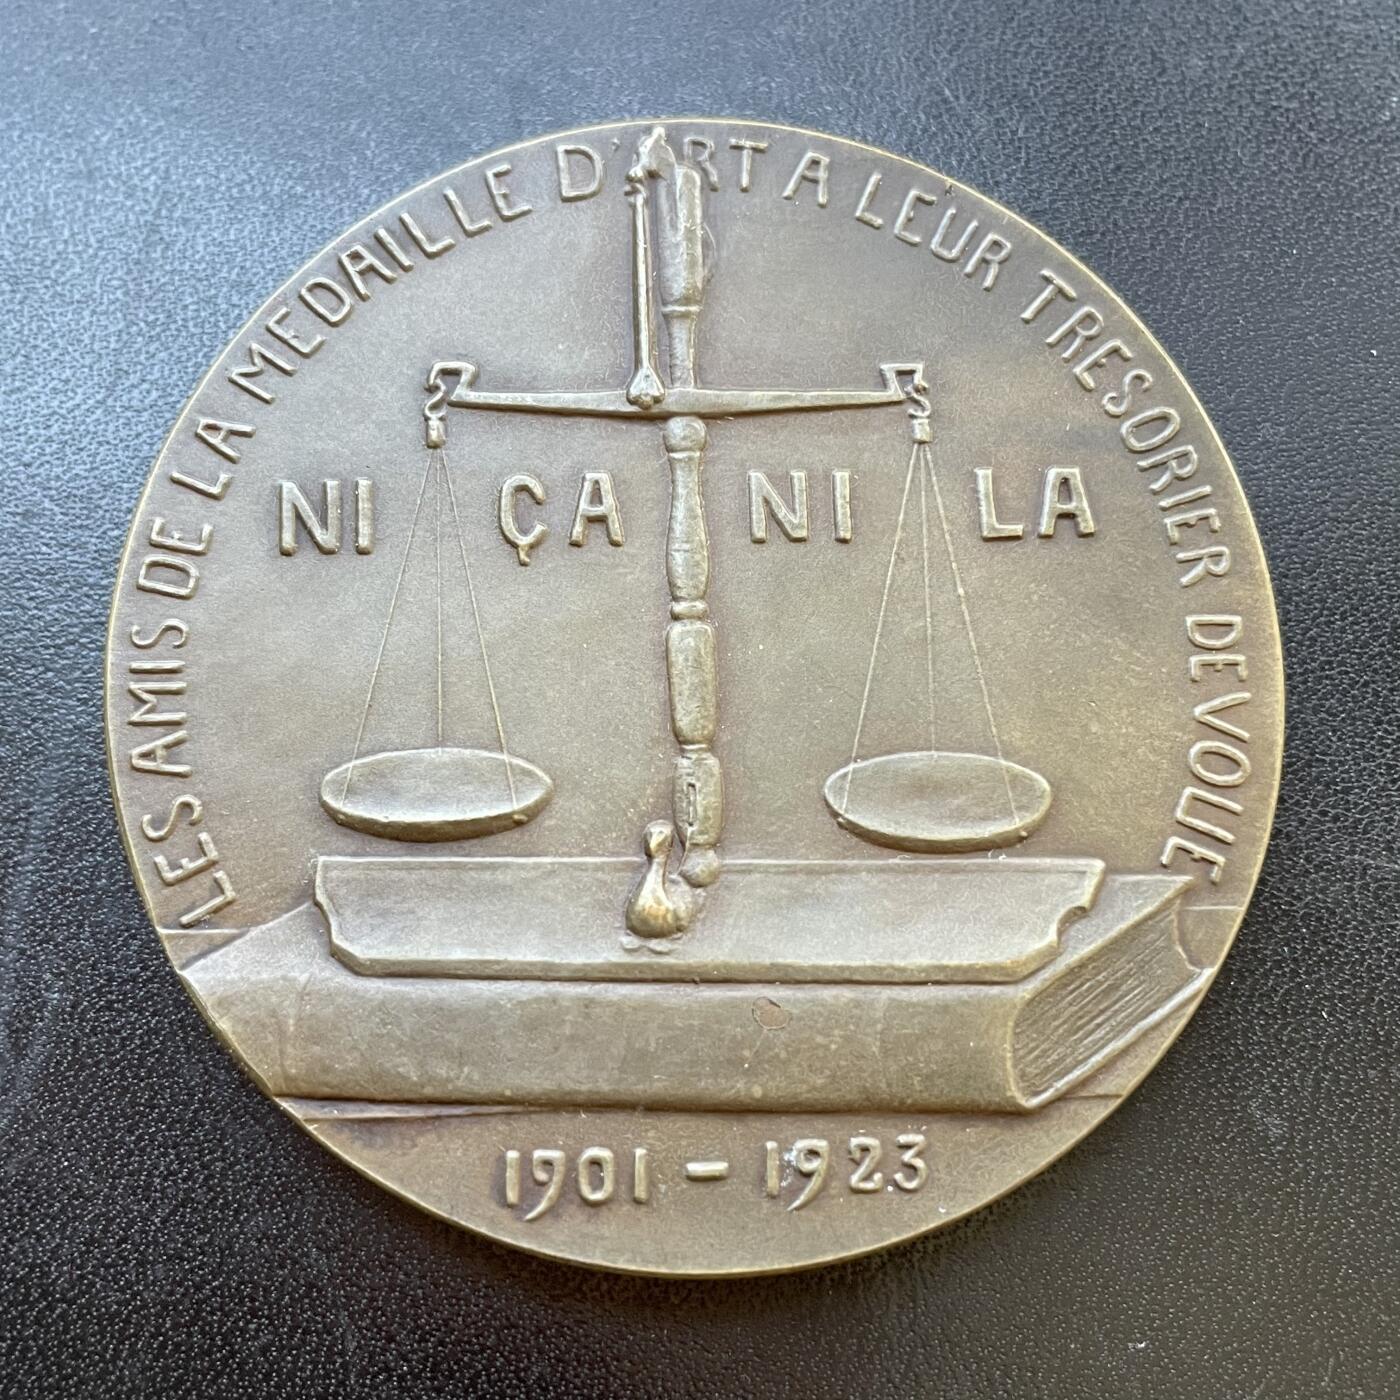 LES AMIS DE LA MEDAILLE D'ART A LEUR TRESORIER DEVOUE
NI ÇA NI LA
1901 - 1923